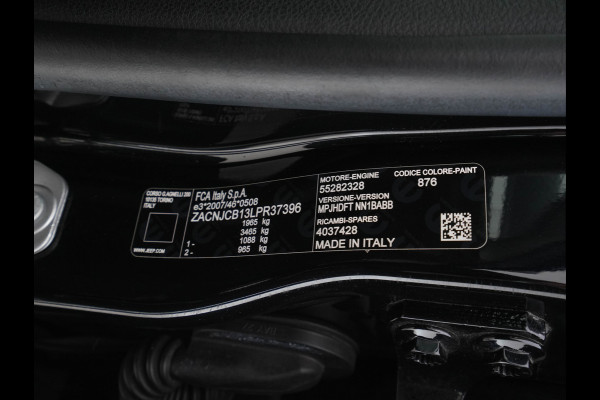 CORSO G.AGNELLI 200
10135 TORINO
ITALY
WWW.JEEP.COM
FCA Italy S.p.A.
e3*2007/46*0508
ZACNJCB13LPR37396
1965 kg
3465 kg
1 - 1088 kg
2 - 965 kg
MOTORE-ENGINE
55282328
VERSIONE-VERSION
MPJHDFT NN1BABB
RICAMBI-SPARES
4037428
MADE IN ITALY
CODICE COLORE-PAINT
876